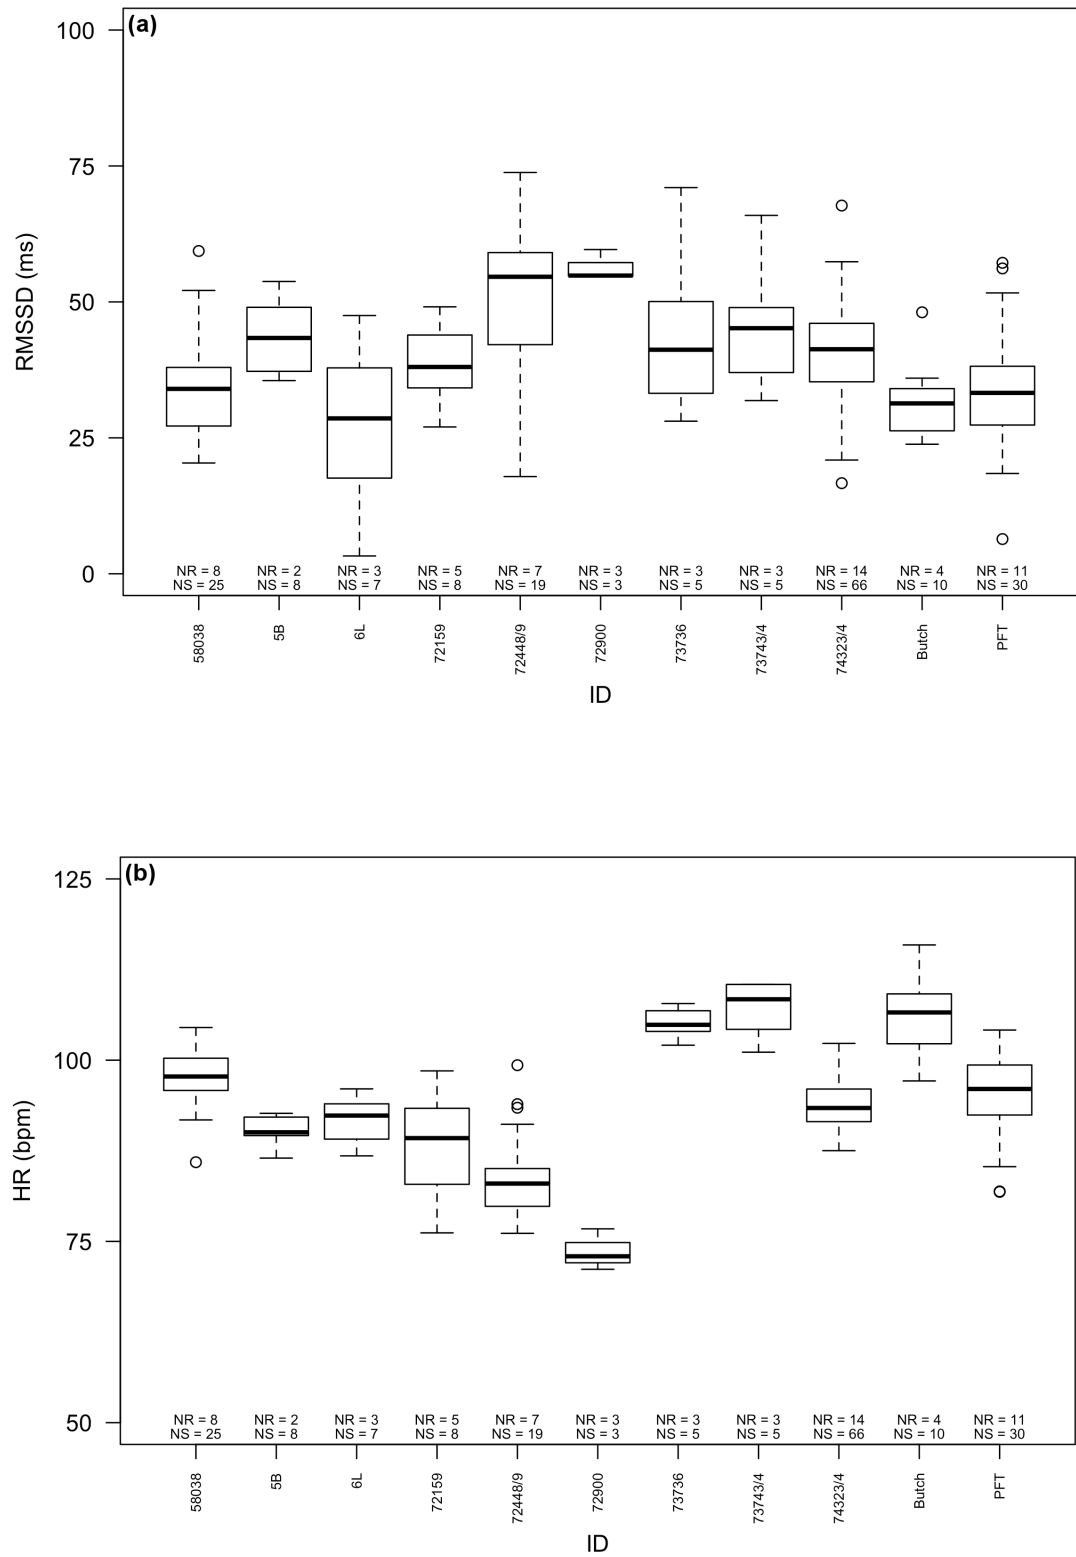 (a)
100
75
50
25
0
RMSSD (ms)
NR = 8 NR = 2 NR = 3 NR = 5 NR = 7 NR = 3 NR = 3 NR = 3 NR = 14 NR = 4 NR = 11
NS = 25 NS = 8 NS = 7 NS = 8 NS = 19 NS = 3 NS = 5 NS = 5 NS = 66 NS = 10 NS = 30
58038 5B 6L 72159 72448/9 72900 73736 73743/4 74323/4 Butch PFT
ID
(b)
125
100
75
50
HR (bpm)
NR = 8 NR = 2 NR = 3 NR = 5 NR = 7 NR = 3 NR = 3 NR = 3 NR = 14 NR = 4 NR = 11
NS = 25 NS = 8 NS = 7 NS = 8 NS = 19 NS = 3 NS = 5 NS = 5 NS = 66 NS = 10 NS = 30
58038 5B 6L 72159 72448/9 72900 73736 73743/4 74323/4 Butch PFT
ID